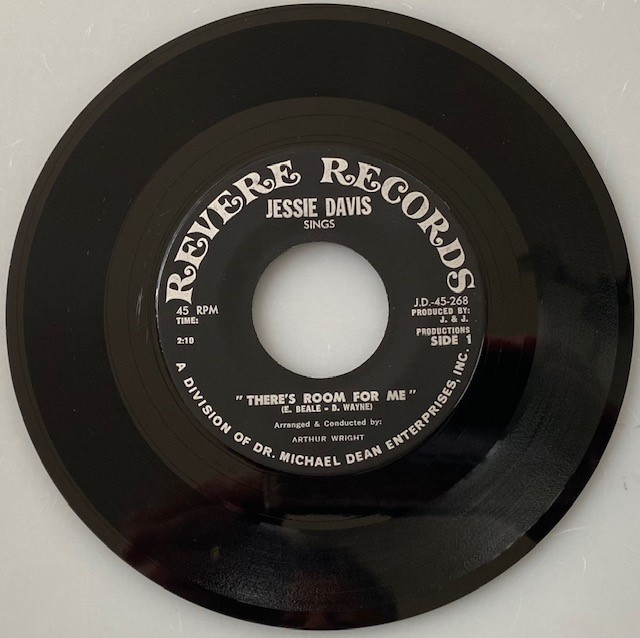 REVERE RECORDS
JESSIE DAVIS
SINGS
45 RPM
TIME:
2:10
J.D.-45-268
PRODUCED BY:
J. & J.
PRODUCTIONS
SIDE 1
"THERE'S ROOM FOR ME"
(E. BEALE - D. WAYNE)
Arranged & Conducted by:
ARTHUR WRIGHT
A DIVISION OF DR. MICHAEL DEAN ENTERPRISES, INC.